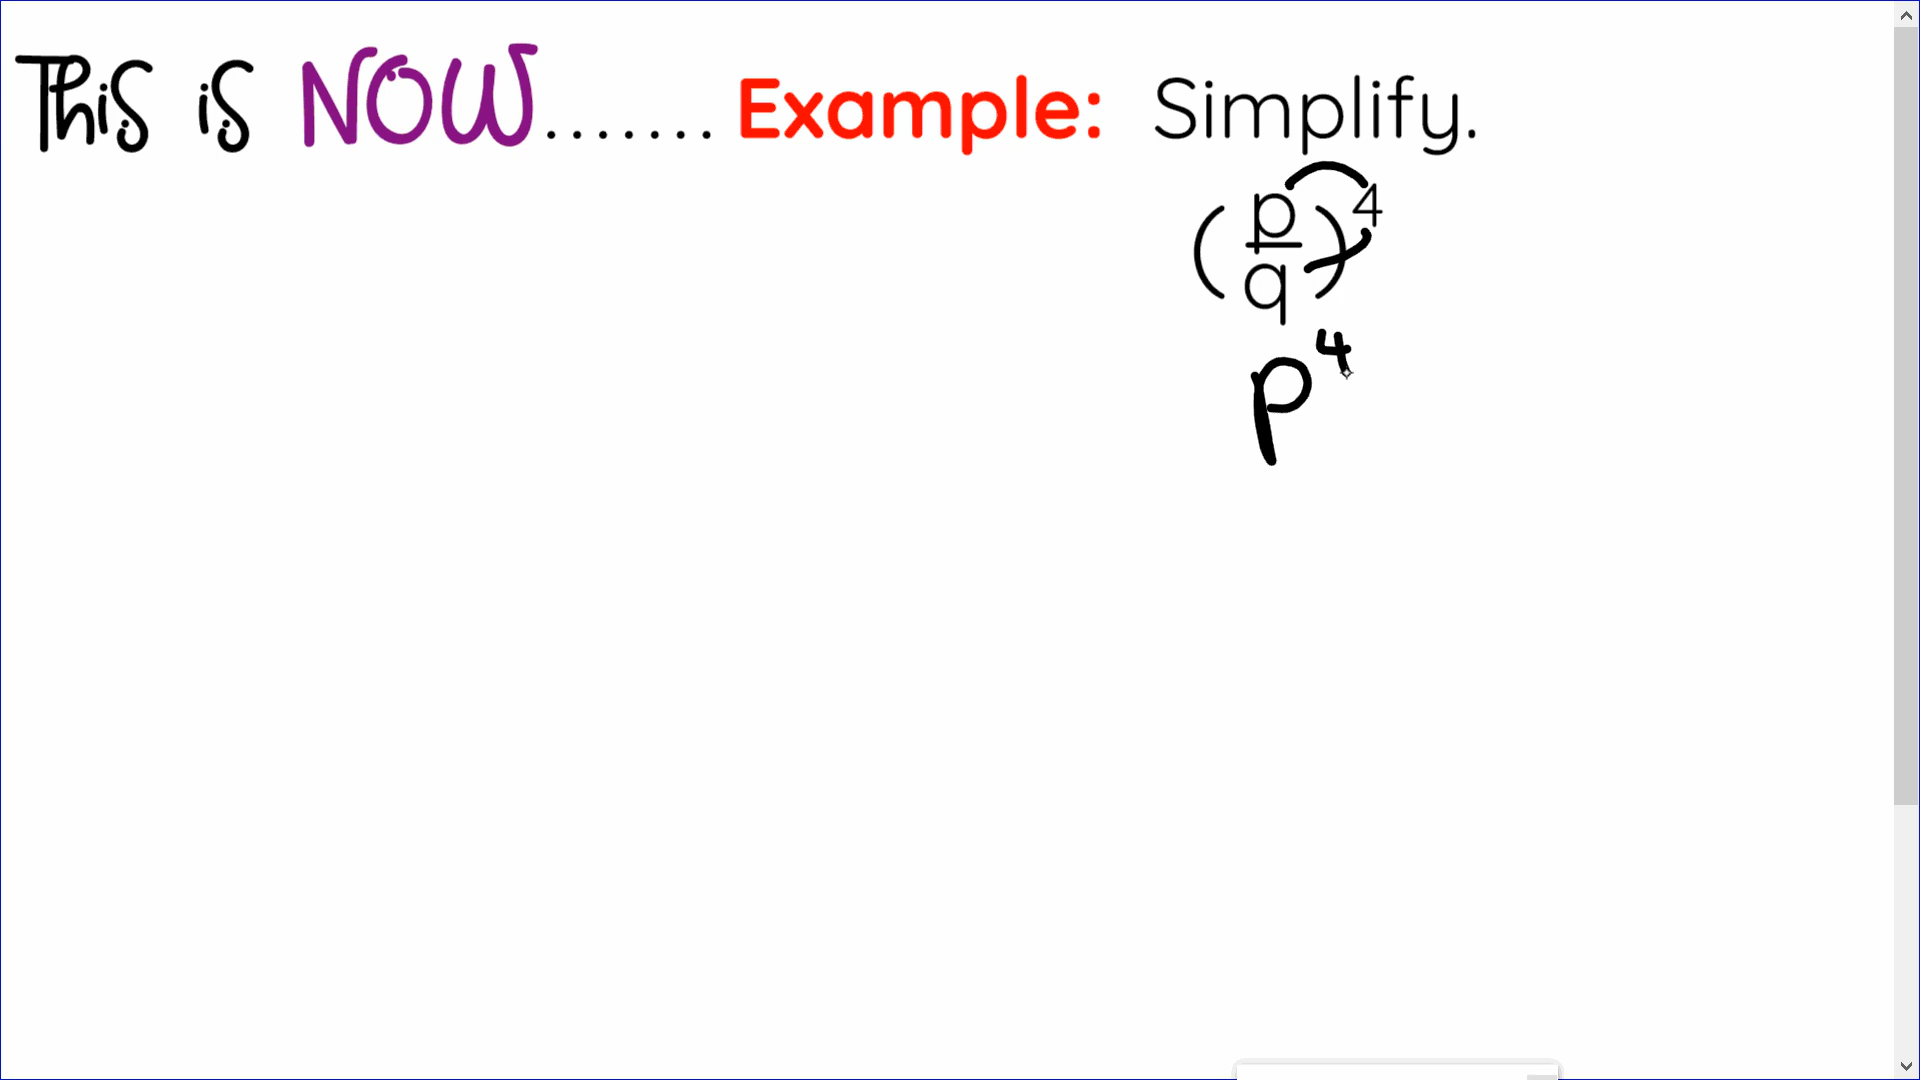 This is NOW....... Example: Simplify.
(p/q)^4
p^4